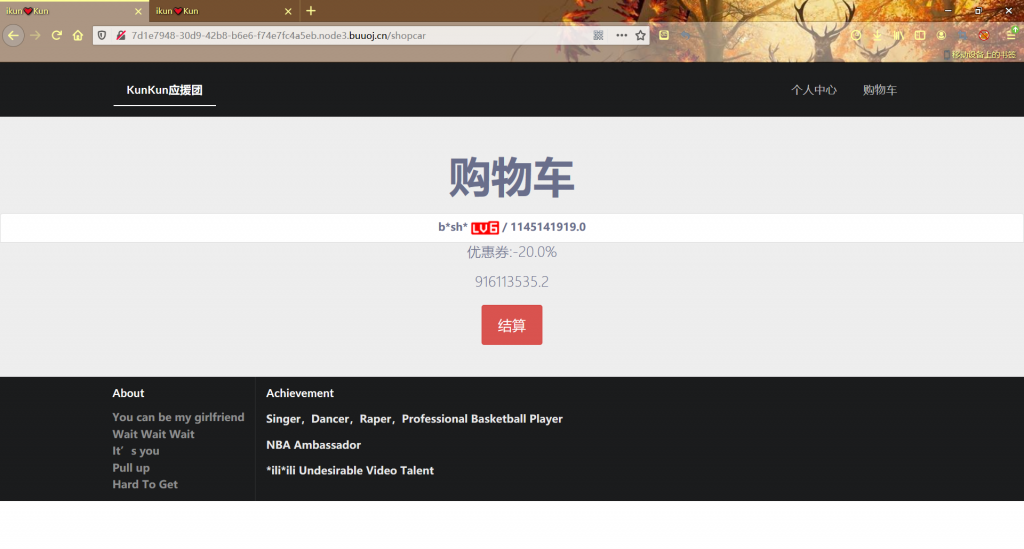 ikun❤Kun
ikun❤Kun
7d1e7948-30d9-42b8-b6e6-f74e7fc4a5eb.node3.buuoj.cn/shopcar
移动设备上的书签
KunKun应援团
个人中心
购物车
购物车
b*sh* LV6 / 1145141919.0
优惠券:-20.0%
916113535.2
结算
About
You can be my girlfriend
Wait Wait Wait
It’s you
Pull up
Hard To Get
Achievement
Singer，Dancer，Raper，Professional Basketball Player
NBA Ambassador
*ili*ili Undesirable Video Talent